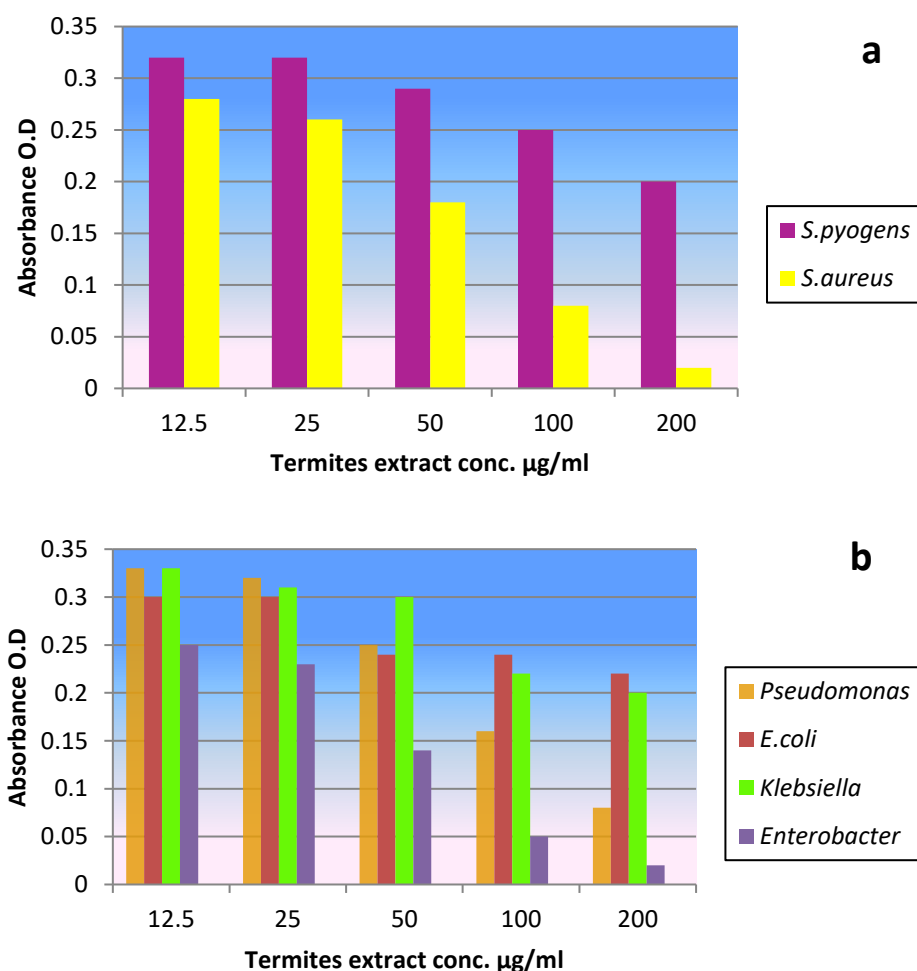 a
0.35
0.3
0.25
0.2
0.15
0.1
0.05
0
Absorbance O.D
12.5 25 50 100 200
Termites extract conc. µg/ml
S.pyogens
S.aureus
b
0.35
0.3
0.25
0.2
0.15
0.1
0.05
0
Absorbance O.D
12.5 25 50 100 200
Termites extract conc. µg/ml
Pseudomonas
E.coli
Klebsiella
Enterobacter